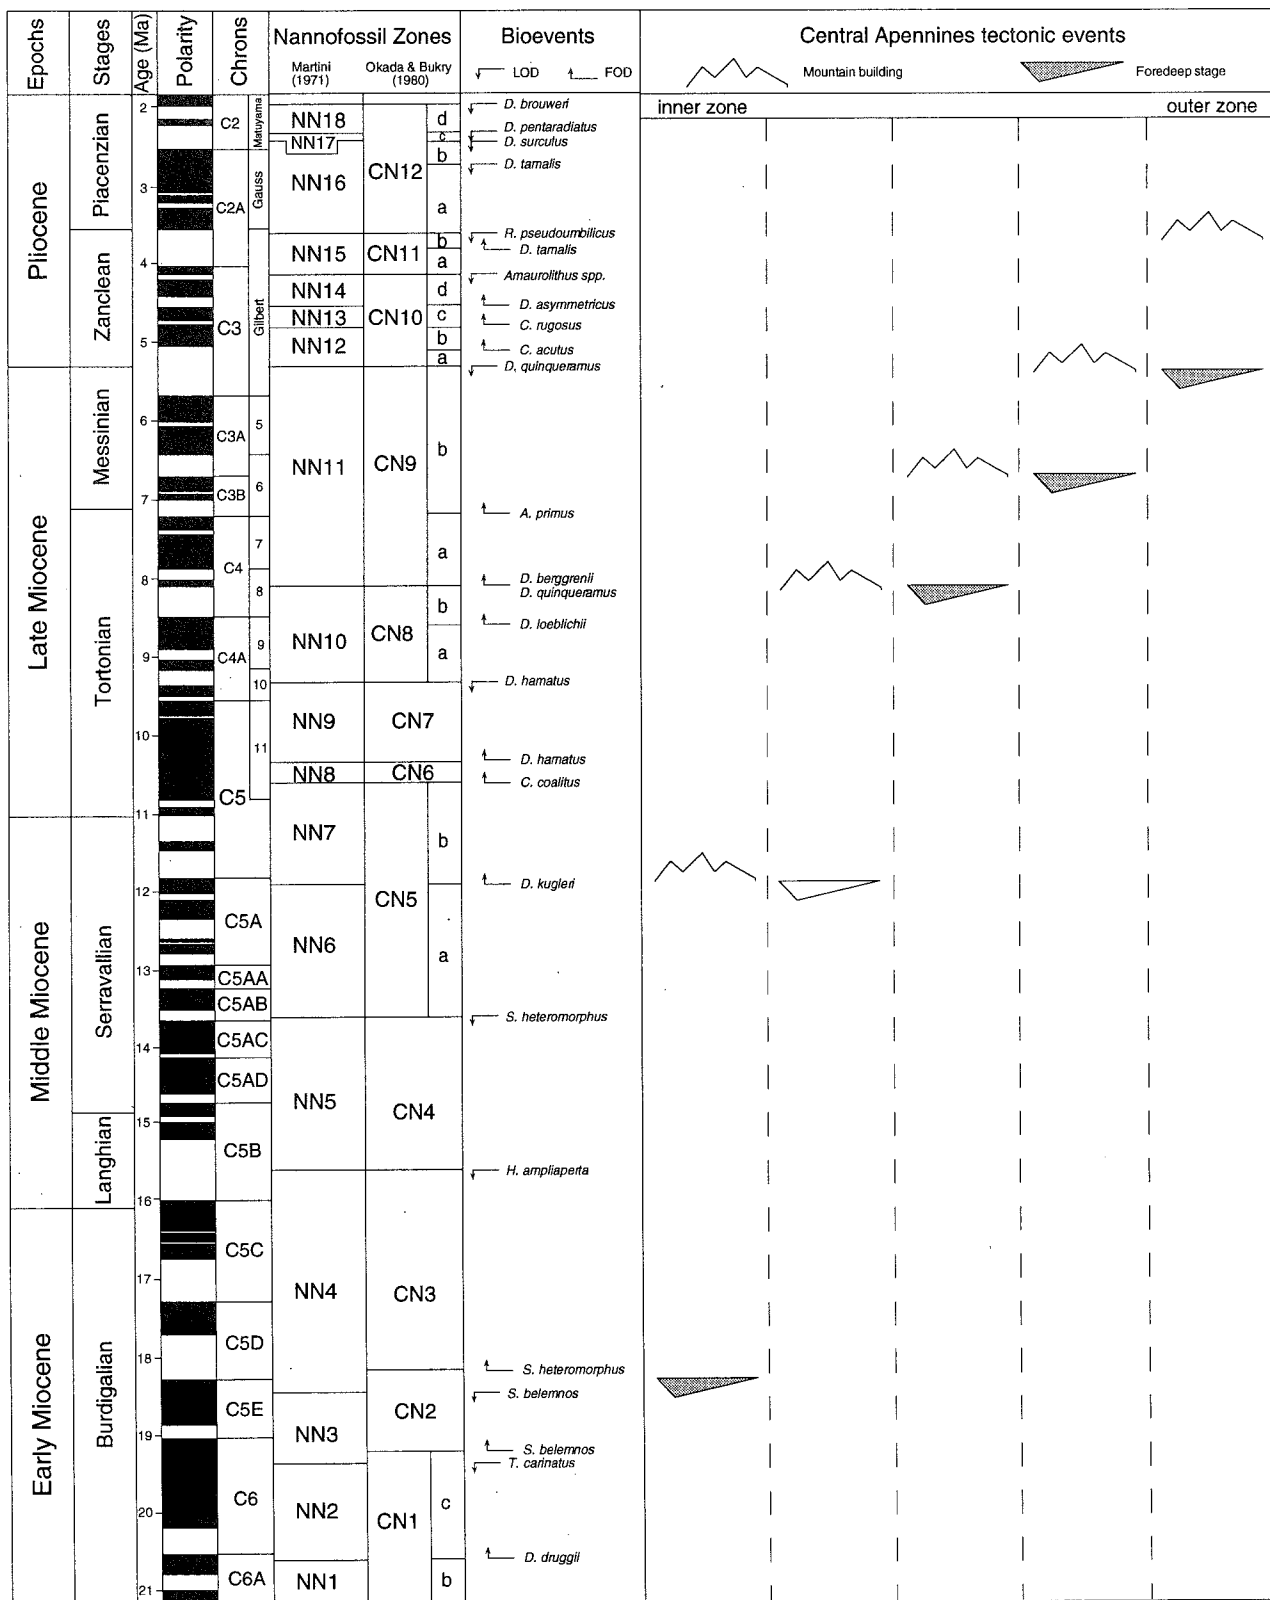 Epochs
Stages
Age (Ma)
Polarity
Chrons
Nannofossil Zones
Martini
(1971)
Okada & Bukry
(1980)
Bioevents
LOD
FOD
Central Apennines tectonic events
Mountain building
Foredeep stage
inner zone
outer zone
Pliocene
Late Miocene
Middle Miocene
Early Miocene
Piacenzian
Zanclean
Messinian
Tortonian
Serravallian
Langhian
Burdigalian
2
3
4
5
6
7
8
9
10
11
12
13
14
15
16
17
18
19
20
21
C2
C2A
C3
C3A
C3B
C4
C4A
C5
C5A
C5AA
C5AB
C5AC
C5AD
C5B
C5C
C5D
C5E
C6
C6A
Matuyama
Gauss
Gilbert
5
6
7
8
9
10
11
NN18
NN17
NN16
NN15
NN14
NN13
NN12
NN11
NN10
NN9
NN8
NN7
NN6
NN5
NN4
NN3
NN2
NN1
CN12
CN11
CN10
CN9
CN8
CN7
CN6
CN5
CN4
CN3
CN2
CN1
d
c
b
a
b
a
d
c
b
a
b
a
b
a
b
a
c
b
D. brouweri
D. pentaradiatus
D. surculus
D. tamalis
R. pseudoumbilicus
D. tamalis
Amaurolithus spp.
D. asymmetricus
C. rugosus
C. acutus
D. quinqueramus
A. primus
D. berggrenii
D. quinqueramus
D. loeblichii
D. hamatus
D. hamatus
C. coalitus
D. kugleri
S. heteromorphus
H. ampliaperta
S. heteromorphus
S. belemnos
S. belemnos
T. carinatus
D. druggii